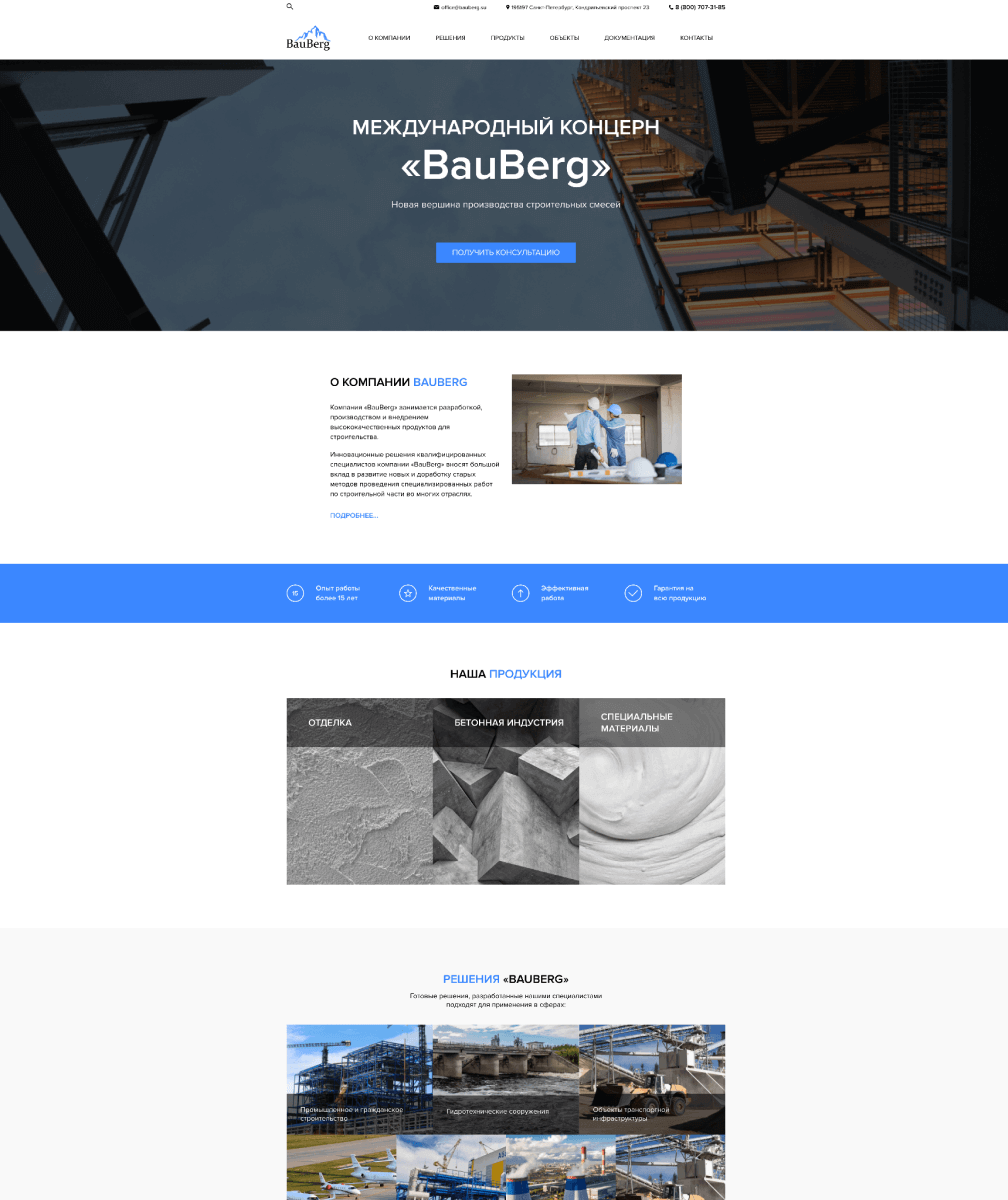 office@bauberg.su
195197 Санкт-Петербург, Кондратьевский проспект 23
8 (800) 707-31-85
BauBerg
О КОМПАНИИ
РЕШЕНИЯ
ПРОДУКТЫ
ОБЪЕКТЫ
ДОКУМЕНТАЦИЯ
КОНТАКТЫ
МЕЖДУНАРОДНЫЙ КОНЦЕРН
«BauBerg»
Новая вершина производства строительных смесей
ПОЛУЧИТЬ КОНСУЛЬТАЦИЮ
О КОМПАНИИ BAUBERG
Компания «BauBerg» занимается разработкой,
производством и внедрением
высококачественных продуктов для
строительства.
Инновационные решения квалифицированных
специалистов компании «BauBerg» вносят большой
вклад в развитие новых и доработку старых
методов проведения специализированных работ
по строительной части во многих отраслях.
ПОДРОБНЕЕ...
15
Опыт работы
более 15 лет
Качественные
материалы
Эффективная
работа
Гарантия на
всю продукцию
НАША ПРОДУКЦИЯ
ОТДЕЛКА
БЕТОННАЯ ИНДУСТРИЯ
СПЕЦИАЛЬНЫЕ
МАТЕРИАЛЫ
РЕШЕНИЯ «BAUBERG»
Готовые решения, разработанные нашими специалистами
подходят для применения в сферах:
Промышленное и гражданское
строительство
Гидротехнические сооружения
Объекты транспортной
инфраструктуры